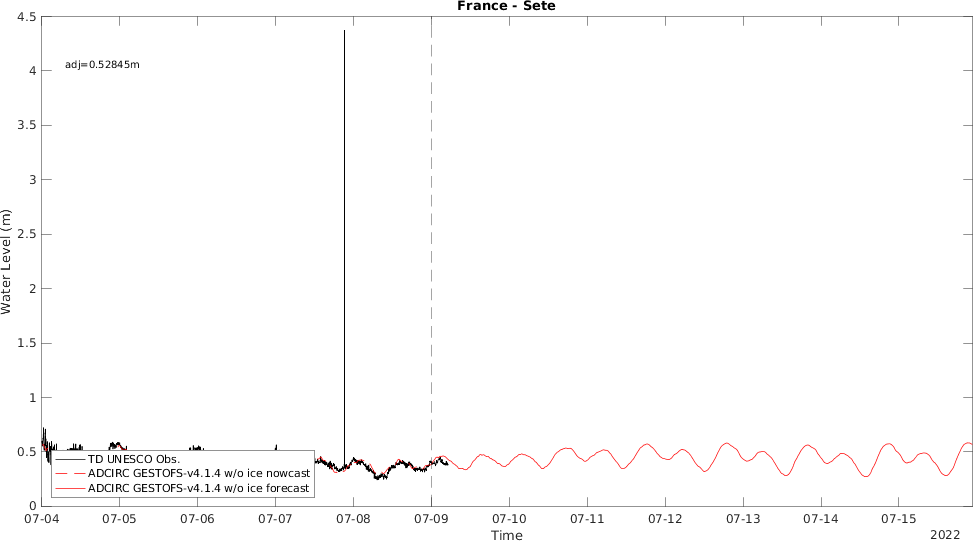 France - Sete
4.5
4
3.5
3
2.5
2
1.5
1
0.5
0
Water Level (m)
adj=0.52845m
TD UNESCO Obs.
ADCIRC GESTOFS-v4.1.4 w/o ice nowcast
ADCIRC GESTOFS-v4.1.4 w/o ice forecast
07-04 07-05 07-06 07-07 07-08 07-09 07-10 07-11 07-12 07-13 07-14 07-15
Time
2022